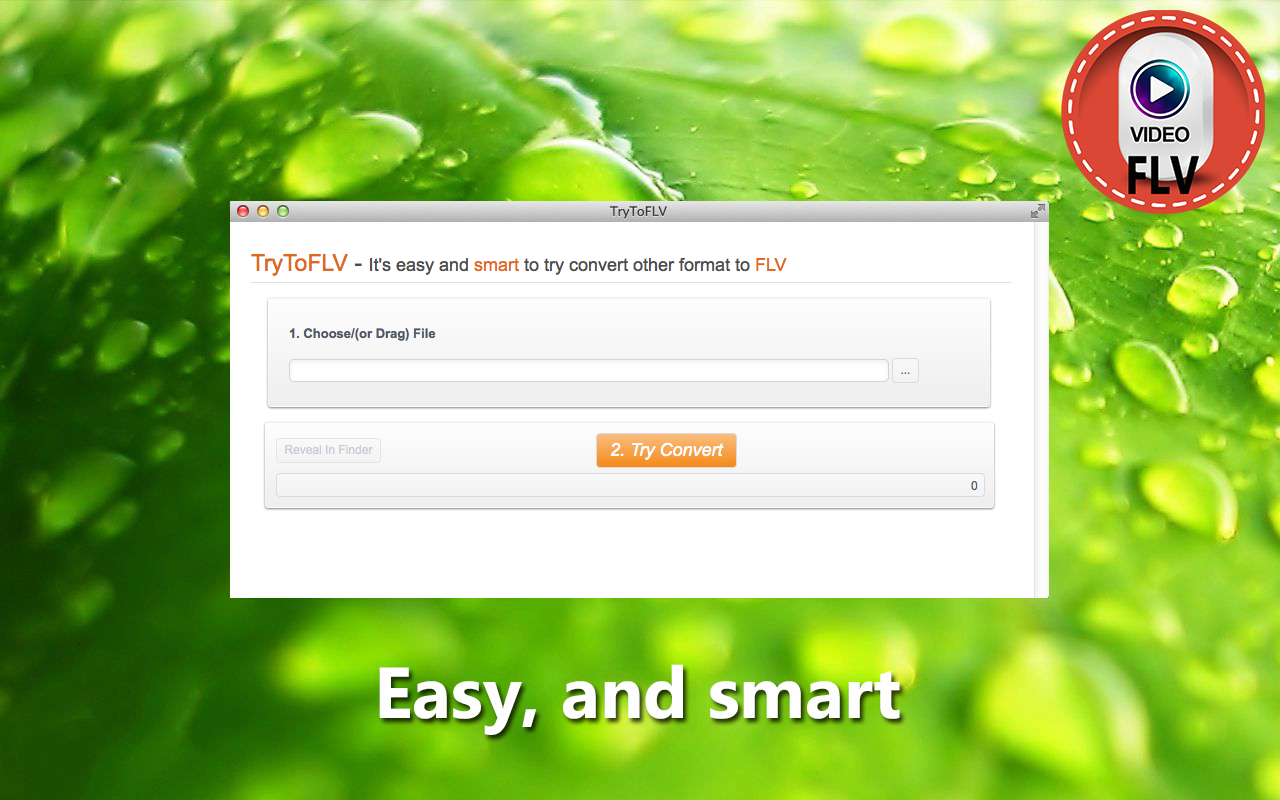 VIDEO
FLV
TryToFLV
TryToFLV - It's easy and smart to try convert other format to FLV
1. Choose/(or Drag) File
...
Reveal In Finder
2. Try Convert
0
Easy, and smart